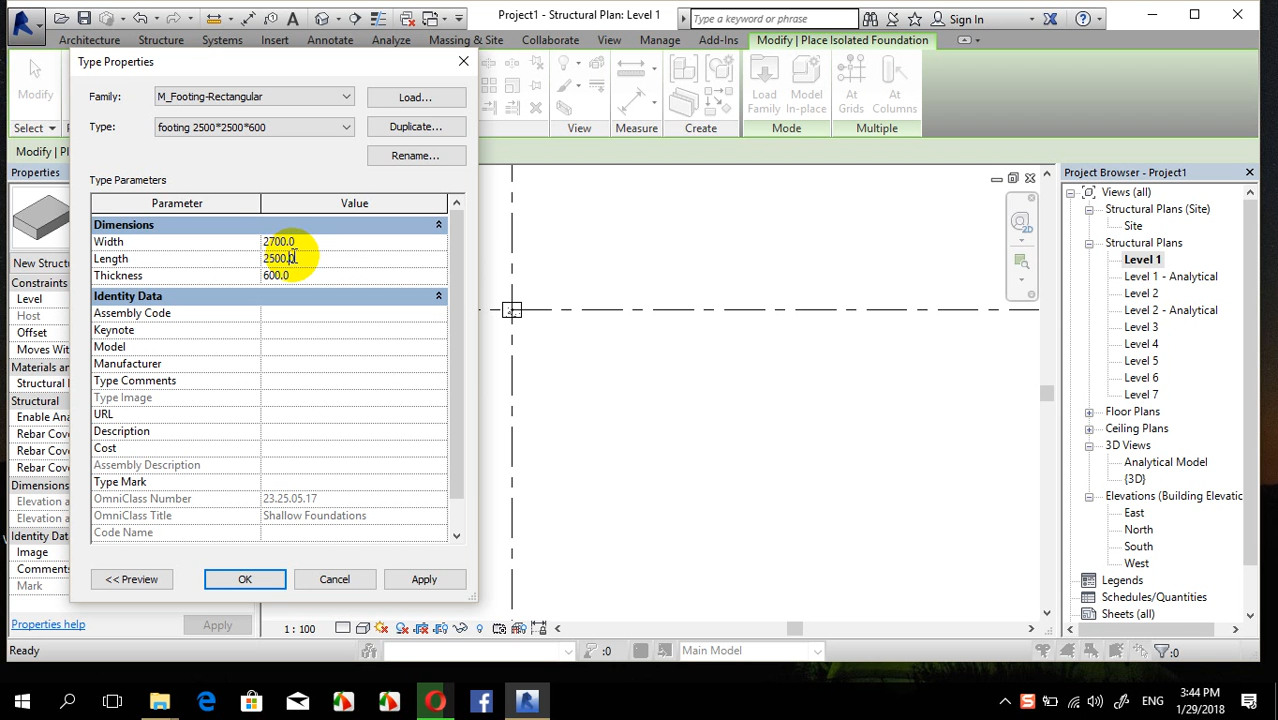 Project1 - Structural Plan: Level 1
Type a keyword or phrase
Sign In
Architecture
Structure
Systems
Insert
Annotate
Analyze
Massing & Site
Collaborate
View
Manage
Add-Ins
Modify | Place Isolated Foundation
Modify
Select
View
Measure
Create
Load
Family
Model
In-place
Mode
At
Grids
At
Columns
Multiple
Modify | Pl
Type Properties
Family:
M_Footing-Rectangular
Load...
Type:
footing 2500*2500*600
Duplicate...
Rename...
Type Parameters
Parameter
Value
Dimensions
Width
2700.0
Length
2500.0
Thickness
600.0
Identity Data
Assembly Code
Keynote
Model
Manufacturer
Type Comments
Type Image
URL
Description
Cost
Assembly Description
Type Mark
OmniClass Number
23.25.05.17
OmniClass Title
Shallow Foundations
Code Name
<< Preview
OK
Cancel
Apply
Properties
New Struct
Constraints
Level
Host
Offset
Moves With
Materials an
Structural
Structural
Enable Ana
Rebar Cov
Rebar Cov
Rebar Cov
Dimensions
Elevation a
Elevation a
Identity Dat
Image
Comments
Mark
Properties help
Apply
2D
Project Browser - Project1
Views (all)
Structural Plans (Site)
Site
Structural Plans
Level 1
Level 1 - Analytical
Level 2
Level 2 - Analytical
Level 3
Level 4
Level 5
Level 6
Level 7
Floor Plans
Ceiling Plans
3D Views
Analytical Model
{3D}
Elevations (Building Elevatic
East
North
South
West
Legends
Schedules/Quantities
Sheets (all)
1 : 100
Ready
:0
Main Model
:0
ENG
3:44 PM
1/29/2018